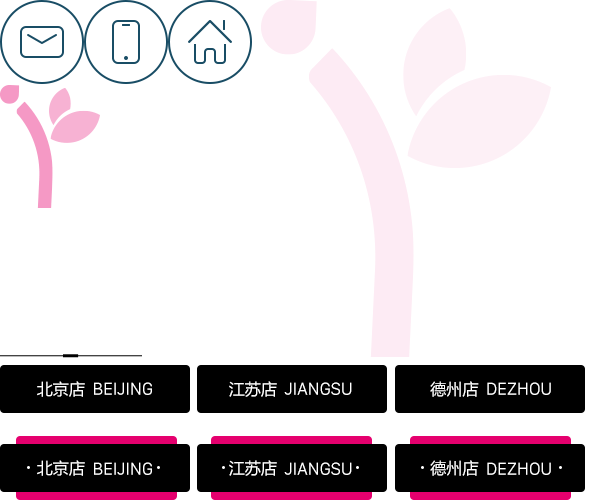 北京店 BEIJING
江苏店 JIANGSU
德州店 DEZHOU
· 北京店 BEIJING ·
· 江苏店 JIANGSU ·
· 德州店 DEZHOU ·